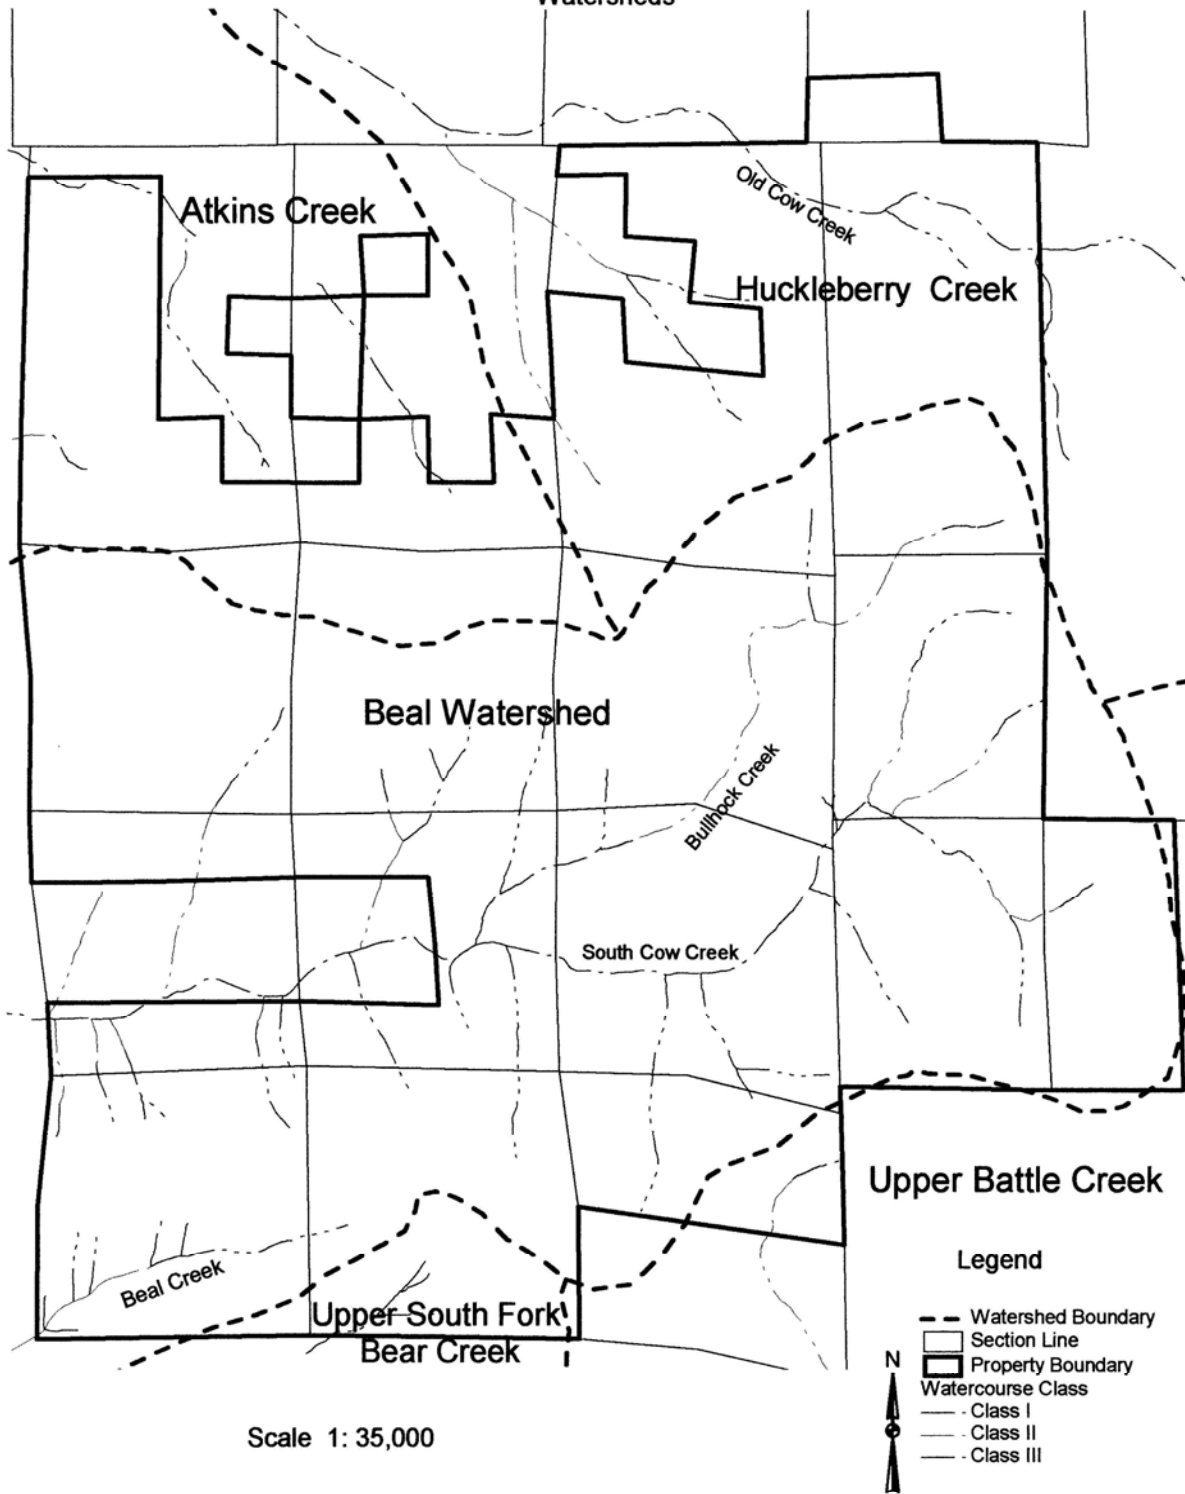 Watersheds
Old Cow Creek
Atkins Creek
Huckleberry Creek
Beal Watershed
Bullhock Creek
South Cow Creek
Upper Battle Creek
Beal Creek
Upper South Fork
Bear Creek
Legend
Watershed Boundary
Section Line
Property Boundary
Watercourse Class
Class I
Class II
Class III
N
Scale 1: 35,000